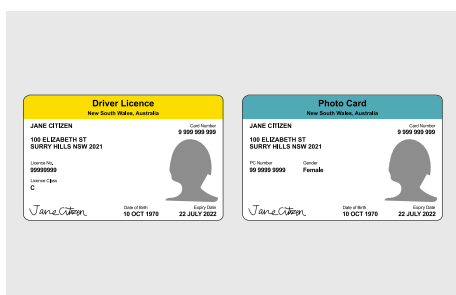 Driver Licence
New South Wales, Australia
JANE CITIZEN
Card Number
9 999 999 999
100 ELIZABETH ST
SURRY HILLS NSW 2021
Licence No.
99999999
Licence Class
C
Jane Citizen
Date of Birth
10 OCT 1970
Expiry Date
22 JULY 2022
Photo Card
New South Wales, Australia
JANE CITIZEN
Card Number
9 999 999 999
100 ELIZABETH ST
SURRY HILLS NSW 2021
PC Number
99 9999 9999
Gender
Female
Jane Citizen
Date of Birth
10 OCT 1970
Expiry Date
22 JULY 2022